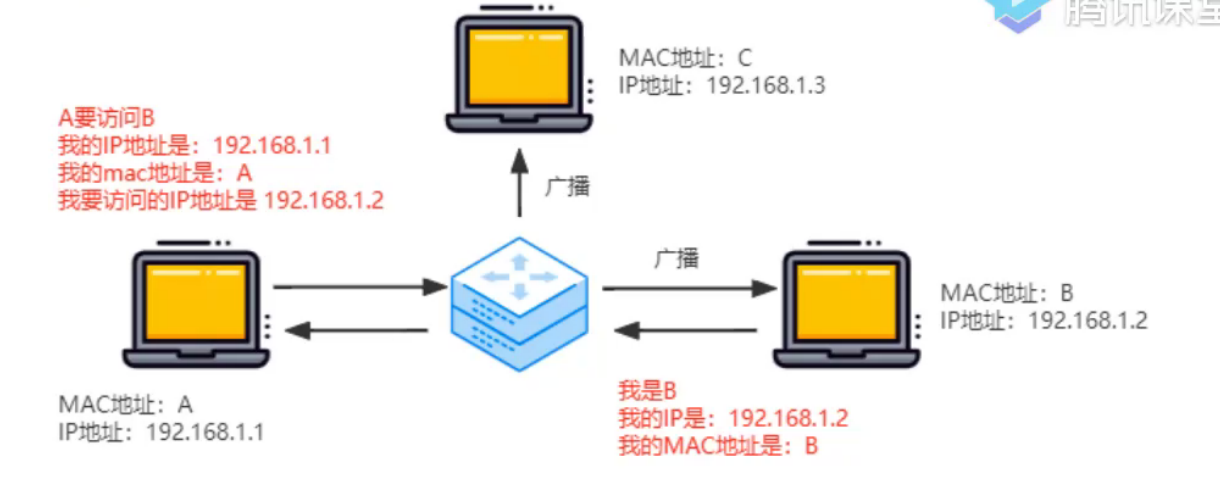 腾讯课堂
MAC地址：C
IP地址：192.168.1.3
A要访问B
我的IP地址是：192.168.1.1
我的mac地址是：A
我要访问的IP地址是 192.168.1.2
广播
广播
MAC地址：B
IP地址：192.168.1.2
MAC地址：A
IP地址：192.168.1.1
我是B
我的IP是：192.168.1.2
我的MAC地址是：B